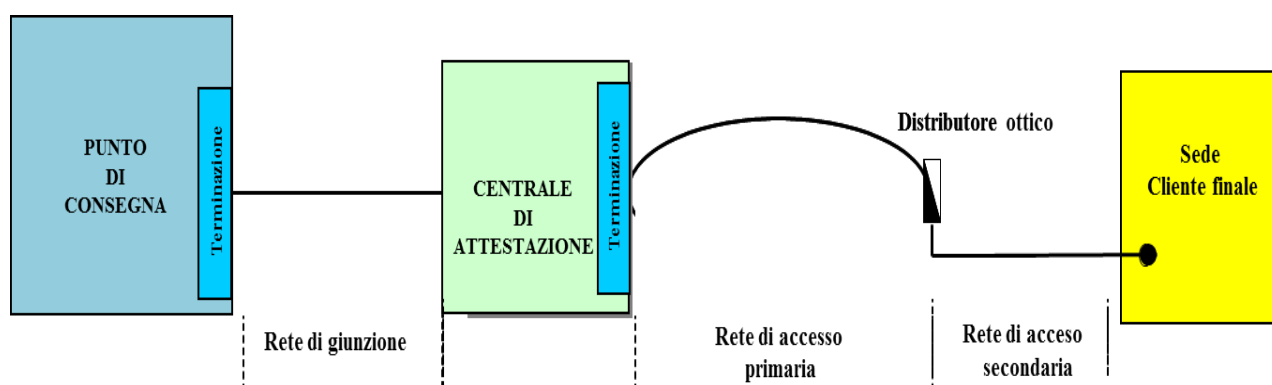 PUNTO
DI
CONSEGNA
Terminazione
Rete di giunzione
CENTRALE
DI
ATTESTAZIONE
Terminazione
Rete di accesso
primaria
Distributore ottico
Rete di acceso
secondaria
Sede
Cliente finale